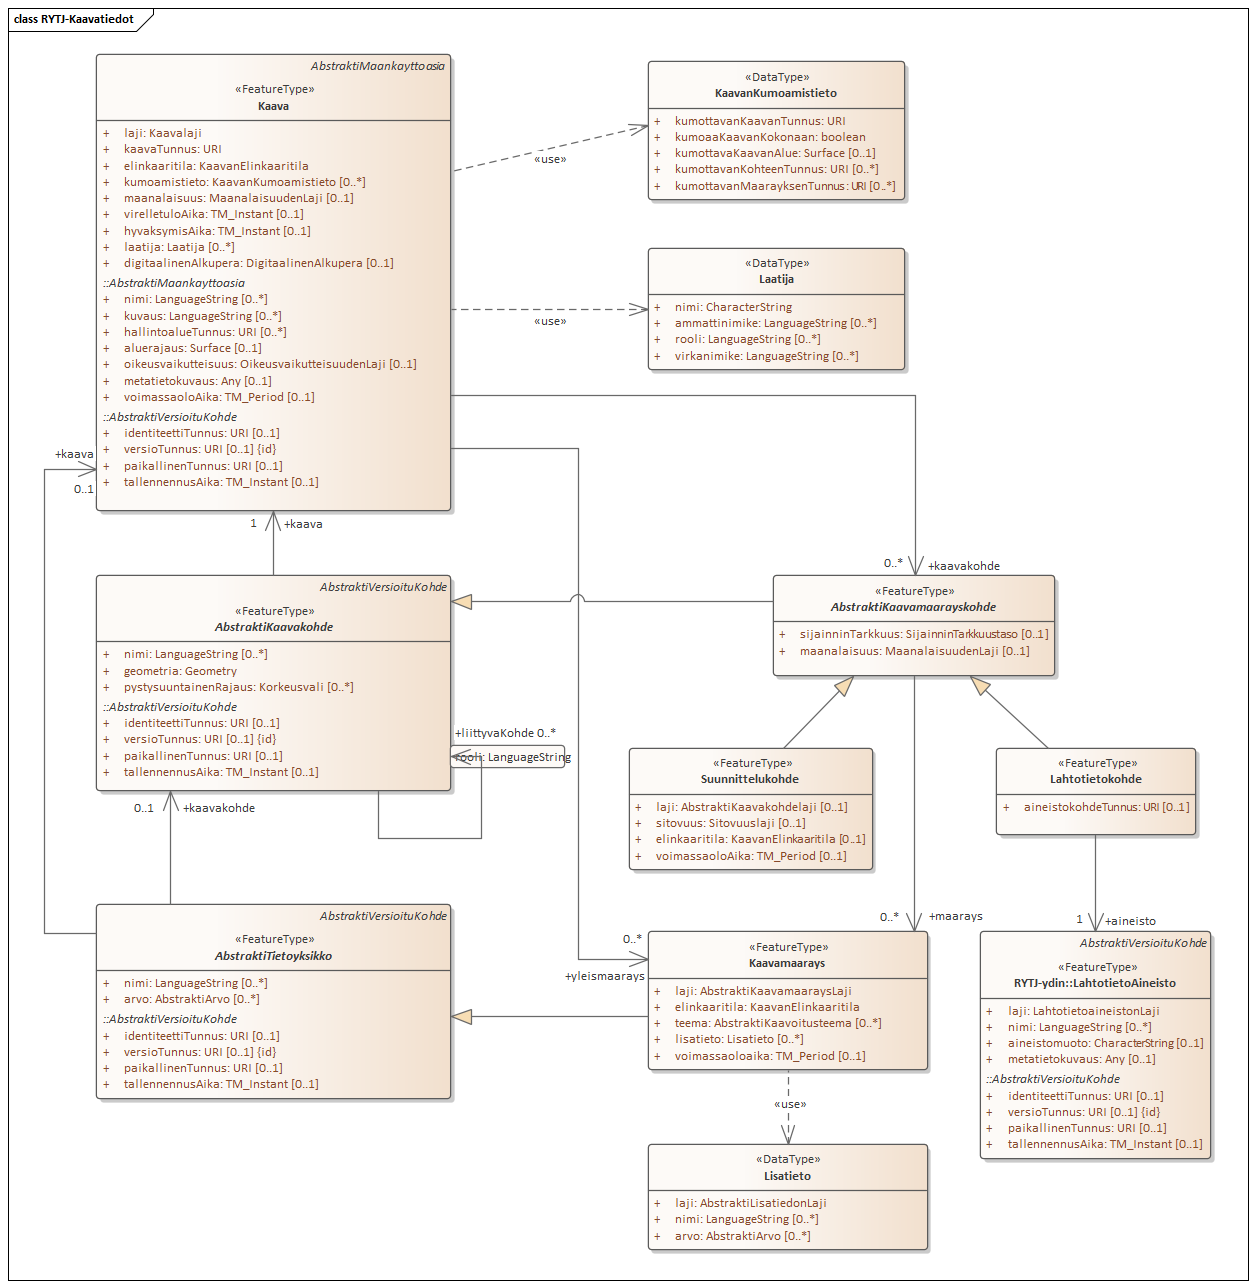 class RYTJ-Kaavatiedot
AbstraktiMaankayttoasia
«FeatureType»
Kaava
+ laji: Kaavalaji
+ kaavaTunnus: URI
+ elinkaaritila: KaavanElinkaaritila
+ kumoamistieto: KaavanKumoamistieto [0..*]
+ maanalaisuus: MaanalaisuudenLaji [0..1]
+ virelletuloAika: TM_Instant [0..1]
+ hyvaksymisAika: TM_Instant [0..1]
+ laatija: Laatija [0..*]
+ digitaalinenAlkupera: DigitaalinenAlkupera [0..1]
::AbstraktiMaankayttoasia
+ nimi: LanguageString [0..*]
+ kuvaus: LanguageString [0..*]
+ hallintoalueTunnus: URI [0..*]
+ aluerajaus: Surface [0..1]
+ oikeusvaikutteisuus: OikeusvaikutteisuudenLaji [0..1]
+ metatietokuvaus: Any [0..1]
+ voimassaoloAika: TM_Period [0..1]
::AbstraktiVersioituKohde
+ identiteettiTunnus: URI [0..1]
+ versioTunnus: URI [0..1] {id}
+ paikallinenTunnus: URI [0..1]
+ tallennennusAika: TM_Instant [0..1]
«use»
«DataType»
KaavanKumoamistieto
+ kumottavanKaavanTunnus: URI
+ kumoaaKaavanKokonaan: boolean
+ kumottavaKaavanAlue: Surface [0..1]
+ kumottavanKohteenTunnus: URI [0..*]
+ kumottavanMaarayksenTunnus: URI [0..*]
«use»
«DataType»
Laatija
+ nimi: CharacterString
+ ammattinimike: LanguageString [0..*]
+ rooli: LanguageString [0..*]
+ virkanimike: LanguageString [0..*]
+kaava
0..1
1
+kaava
0..*
+kaavakohde
AbstraktiVersioituKohde
«FeatureType»
AbstraktiKaavakohde
+ nimi: LanguageString [0..*]
+ geometria: Geometry
+ pystysuuntainenRajaus: Korkeusvali [0..*]
::AbstraktiVersioituKohde
+ identiteettiTunnus: URI [0..1]
+ versioTunnus: URI [0..1] {id}
+ paikallinenTunnus: URI [0..1]
+ tallennennusAika: TM_Instant [0..1]
+liittyvaKohde 0..*
rooli: LanguageString
«FeatureType»
AbstraktiKaavamaarayskohde
+ sijainninTarkkuus: SijainninTarkkuustaso [0..1]
+ maanalaisuus: MaanalaisuudenLaji [0..1]
«FeatureType»
Suunnittelukohde
+ laji: AbstraktiKaavakohdelaji [0..1]
+ sitovuus: Sitovuuslaji [0..1]
+ elinkaaritila: KaavanElinkaaritila [0..1]
+ voimassaoloAika: TM_Period [0..1]
«FeatureType»
Lahtotietokohde
+ aineistokohdeTunnus: URI [0..1]
0..1
+kaavakohde
AbstraktiVersioituKohde
«FeatureType»
AbstraktiTietoyksikko
+ nimi: LanguageString [0..*]
+ arvo: AbstraktiArvo [0..*]
::AbstraktiVersioituKohde
+ identiteettiTunnus: URI [0..1]
+ versioTunnus: URI [0..1] {id}
+ paikallinenTunnus: URI [0..1]
+ tallennennusAika: TM_Instant [0..1]
0..*
+yleismaarays
0..*
+maarays
«FeatureType»
Kaavamaarays
+ laji: AbstraktiKaavamaaraysLaji
+ elinkaaritila: KaavanElinkaaritila
+ teema: AbstraktiKaavoitusteema [0..*]
+ lisatieto: Lisatieto [0..*]
+ voimassaoloaika: TM_Period [0..1]
1
+aineisto
AbstraktiVersioituKohde
«FeatureType»
RYTJ-ydin::LahtotietoAineisto
+ laji: LahtotietoaineistonLaji
+ nimi: LanguageString [0..*]
+ aineistomuoto: CharacterString [0..1]
+ metatietokuvaus: Any [0..1]
::AbstraktiVersioituKohde
+ identiteettiTunnus: URI [0..1]
+ versioTunnus: URI [0..1] {id}
+ paikallinenTunnus: URI [0..1]
+ tallennennusAika: TM_Instant [0..1]
«use»
«DataType»
Lisatieto
+ laji: AbstraktiLisatiedonLaji
+ nimi: LanguageString [0..*]
+ arvo: AbstraktiArvo [0..*]